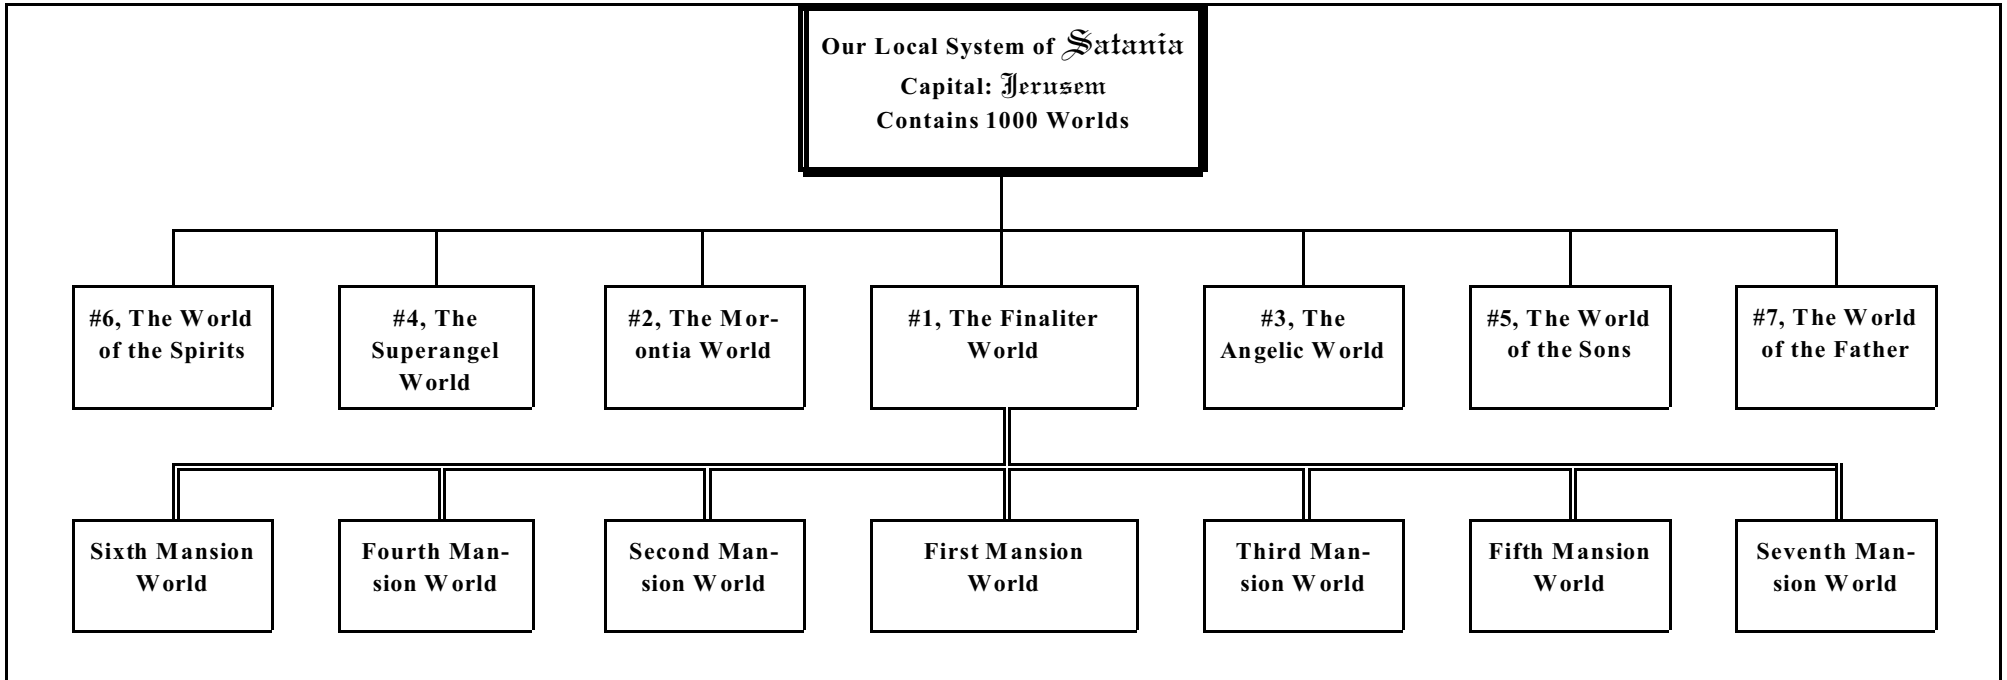 Our Local System of Satania
Capital: Jerusem
Contains 1000 Worlds
#6, The World
of the Spirits
#4, The
Superangel
World
#2, The Mor-
ontia World
#1, The Finaliter
World
#3, The
Angelic World
#5, The World
of the Sons
#7, The World
of the Father
Sixth Mansion
World
Fourth Man-
sion World
Second Man-
sion World
First Mansion
World
Third Man-
sion World
Fifth Mansion
World
Seventh Man-
sion World